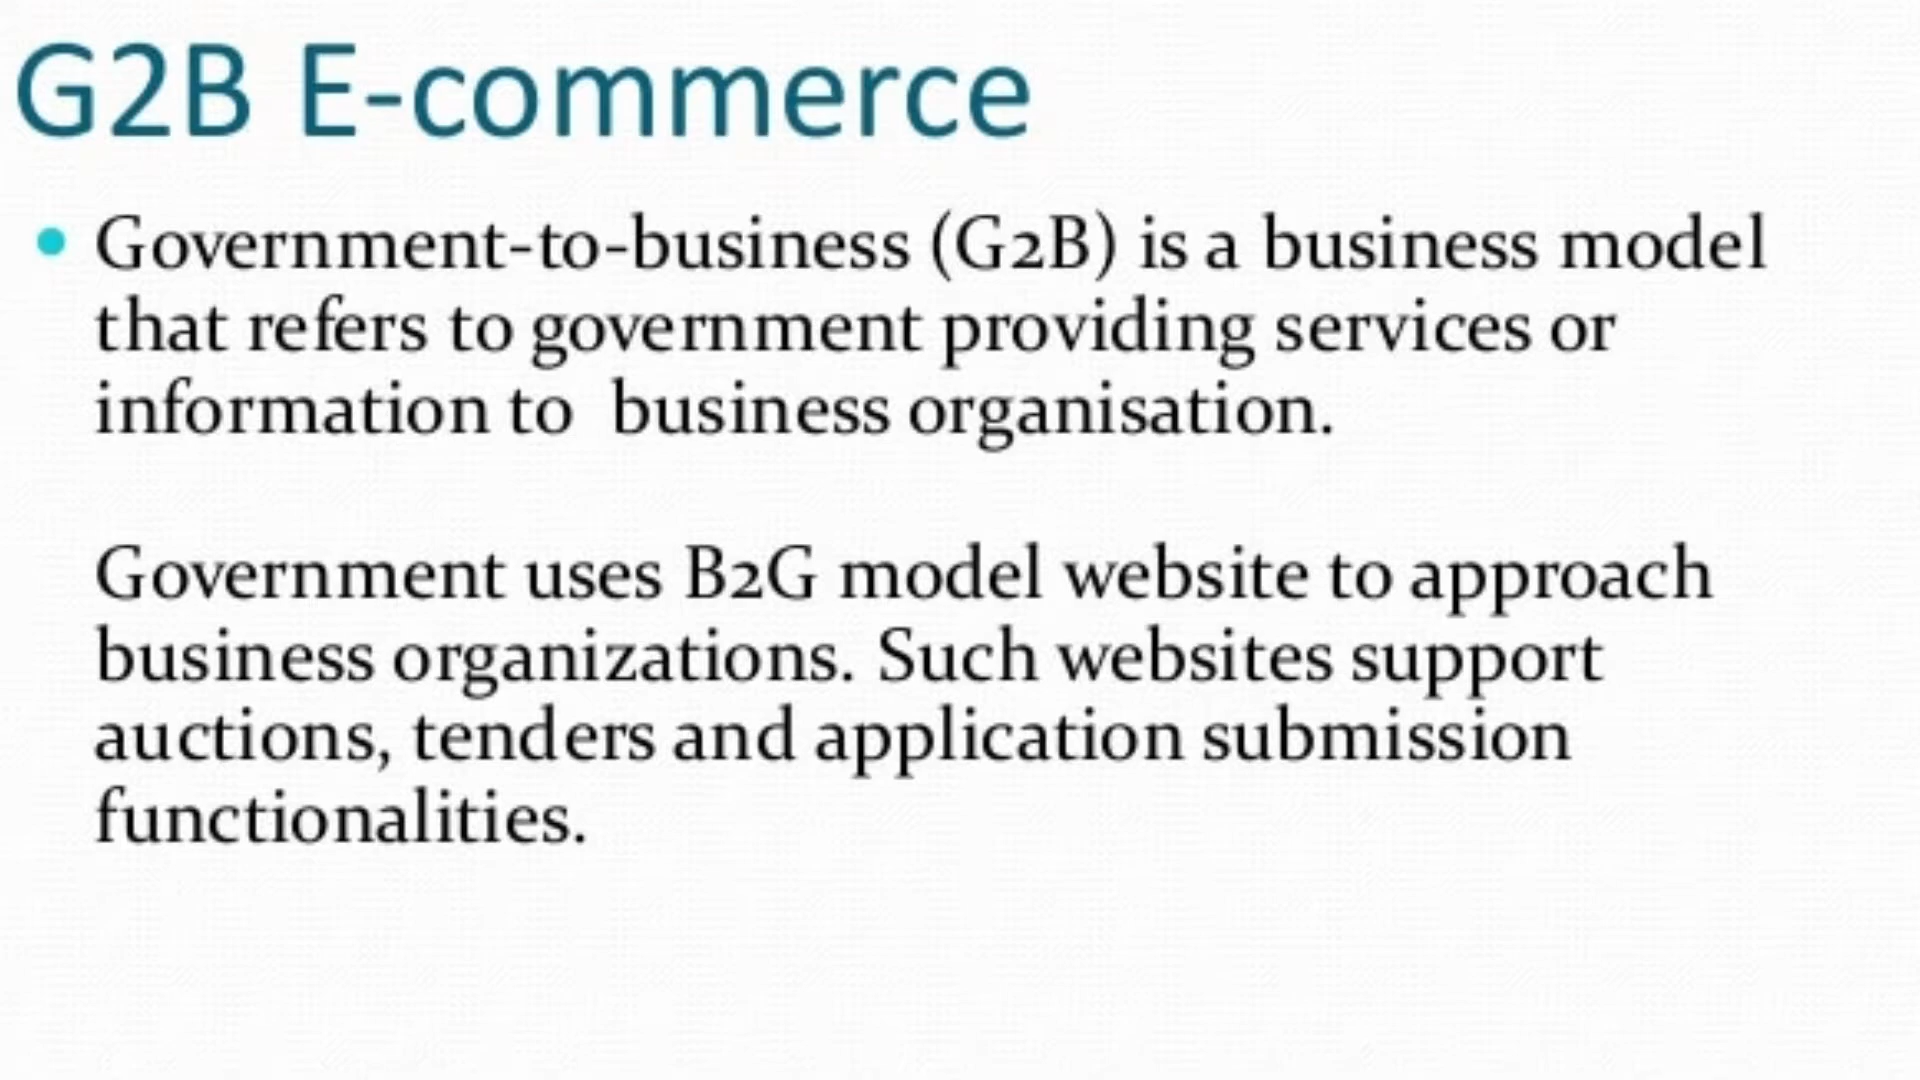 G2B E-commerce
• Government-to-business (G2B) is a business model
that refers to government providing services or
information to  business organisation.
Government uses B2G model website to approach
business organizations. Such websites support
auctions, tenders and application submission
functionalities.